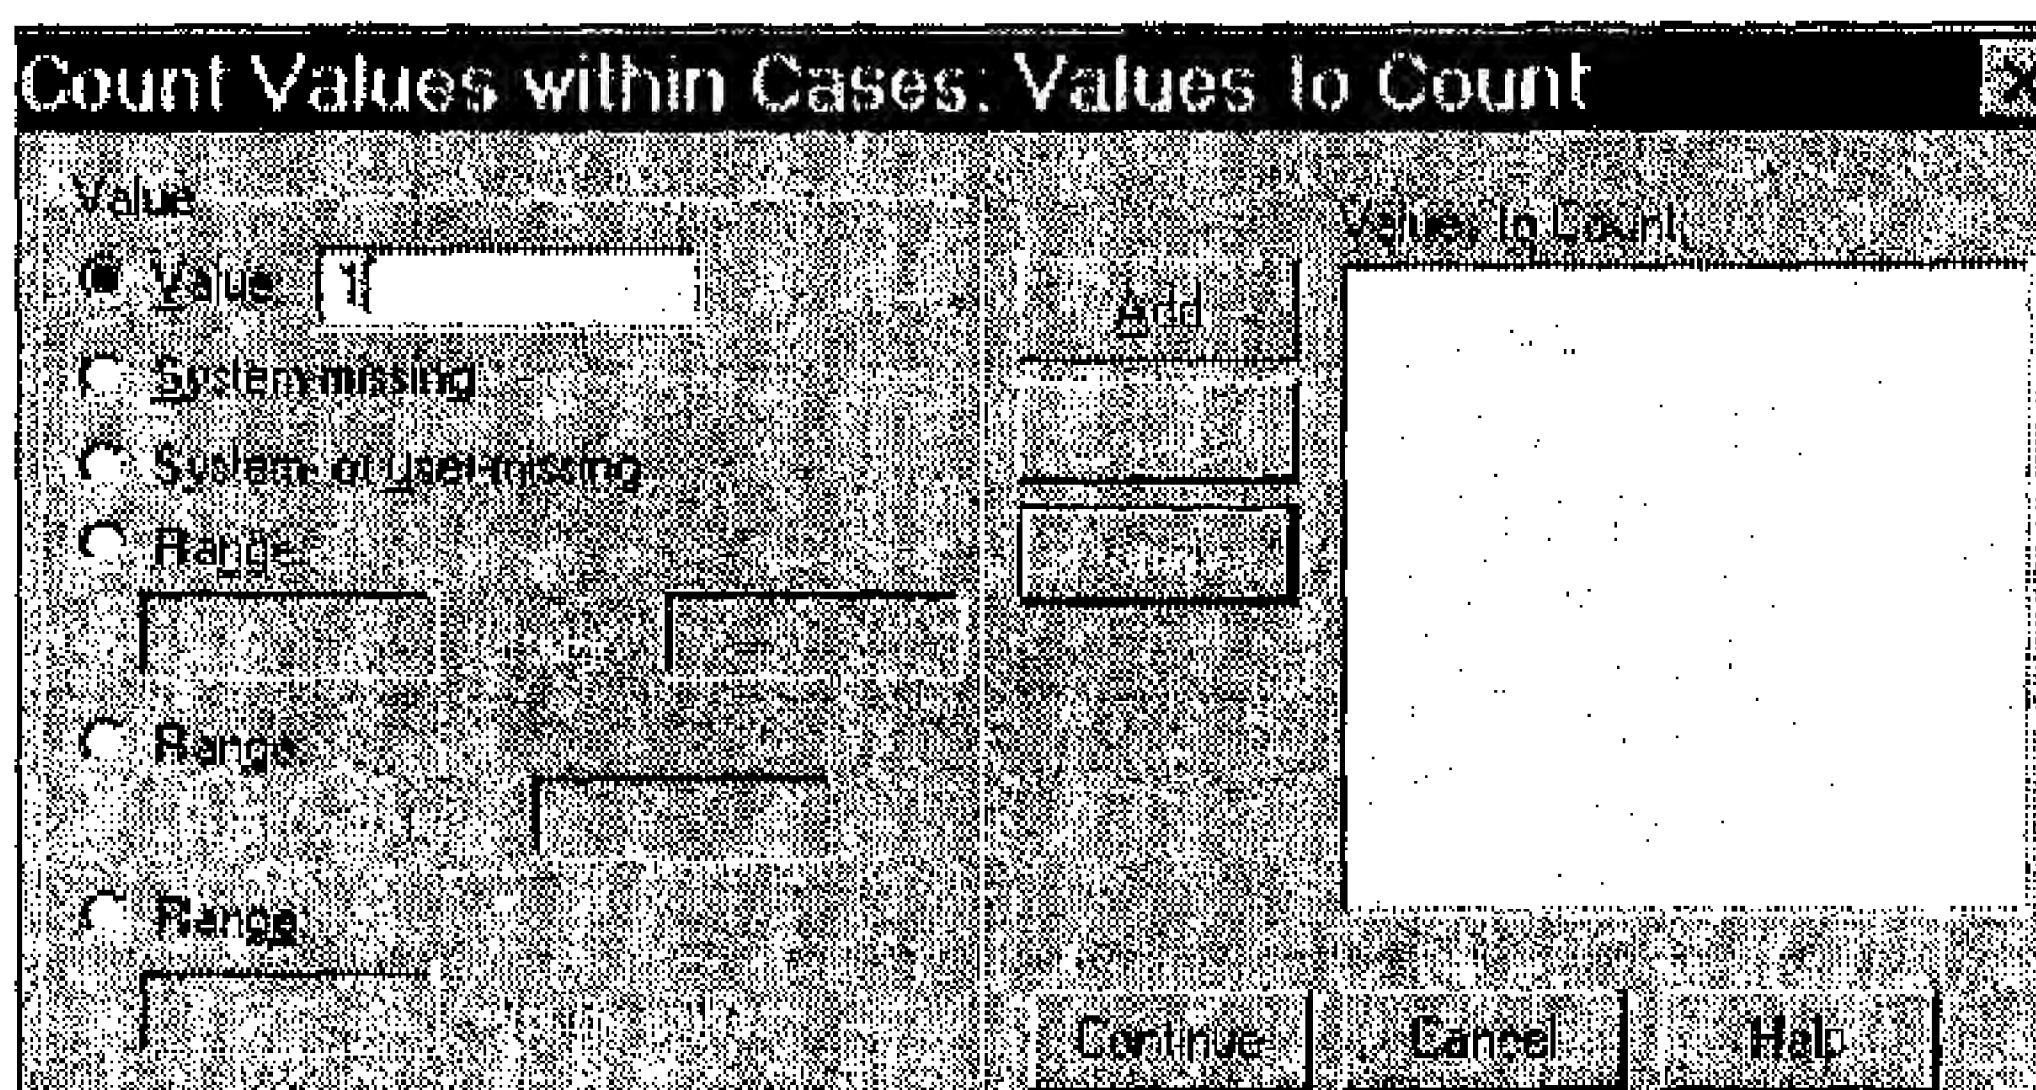 Count Values within Cases: Values to Count
Value
Value 1
System-missing
System- or user-missing
Range
Range
Range
Add
Values to Count
Continue
Cancel
Help